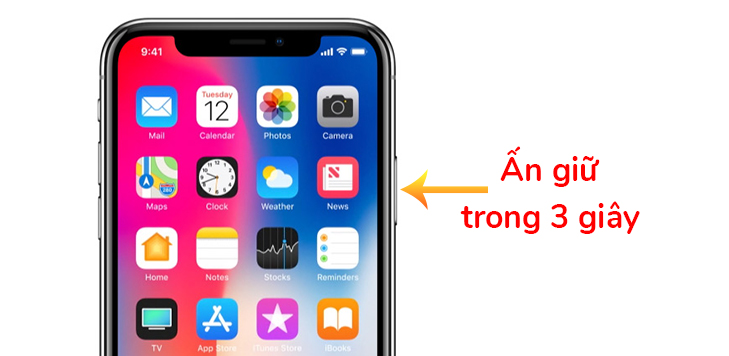 9:41
Tuesday
12
Mail
Calendar
Photos
Camera
Maps
Clock
Weather
News
Home
Notes
Stocks
Reminders
TV
App Store
iTunes Store
iBooks
Ấn giữ
trong 3 giây